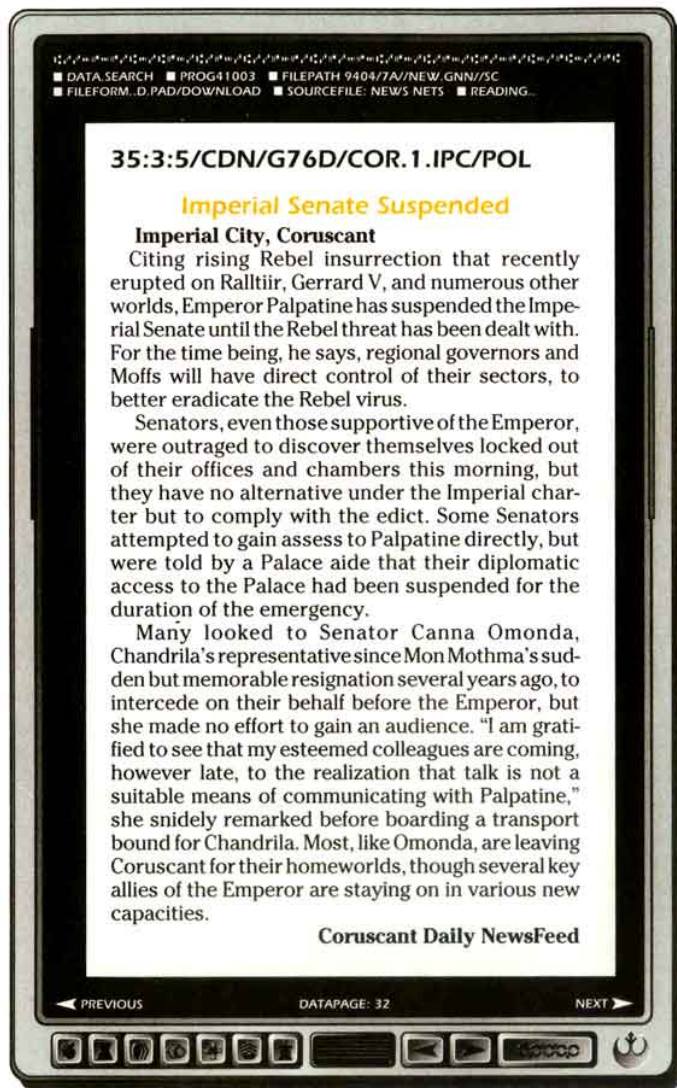 ■ DATA.SEARCH ■ PROG41003 ■ FILEPATH 9404/7A//NEW.GNN//SC
■ FILEFORM..D.PAD/DOWNLOAD ■ SOURCEFILE: NEWS NETS ■ READING..
35:3:5/CDN/G76D/COR.1.IPC/POL
Imperial Senate Suspended
Imperial City, Coruscant
Citing rising Rebel insurrection that recently
erupted on Ralltiir, Gerrard V, and numerous other
worlds, Emperor Palpatine has suspended the Impe-
rial Senate until the Rebel threat has been dealt with.
For the time being, he says, regional governors and
Moffs will have direct control of their sectors, to
better eradicate the Rebel virus.
Senators, even those supportive of the Emperor,
were outraged to discover themselves locked out
of their offices and chambers this morning, but
they have no alternative under the Imperial char-
ter but to comply with the edict. Some Senators
attempted to gain assess to Palpatine directly, but
were told by a Palace aide that their diplomatic
access to the Palace had been suspended for the
duration of the emergency.
Many looked to Senator Canna Omonda,
Chandrila's representative since Mon Mothma's sud-
den but memorable resignation several years ago, to
intercede on their behalf before the Emperor, but
she made no effort to gain an audience. “I am grati-
fied to see that my esteemed colleagues are coming,
however late, to the realization that talk is not a
suitable means of communicating with Palpatine,”
she snidely remarked before boarding a transport
bound for Chandrila. Most, like Omonda, are leaving
Coruscant for their homeworlds, though several key
allies of the Emperor are staying on in various new
capacities.
Coruscant Daily NewsFeed
PREVIOUS DATAPAGE: 32 NEXT